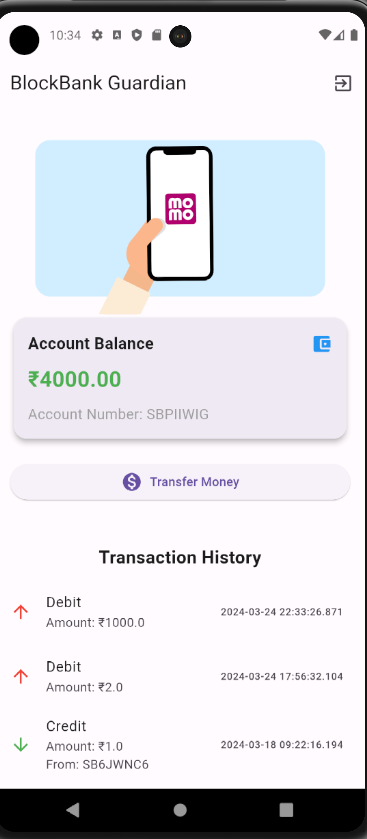 10:34
BlockBank Guardian
mo
mo
Account Balance
₹4000.00
Account Number: SBPIIWIG
Transfer Money
Transaction History
Debit
Amount: ₹1000.0
2024-03-24 22:33:26.871
Debit
Amount: ₹2.0
2024-03-24 17:56:32.104
Credit
Amount: ₹1.0
From: SB6JWNC6
2024-03-18 09:22:16.194